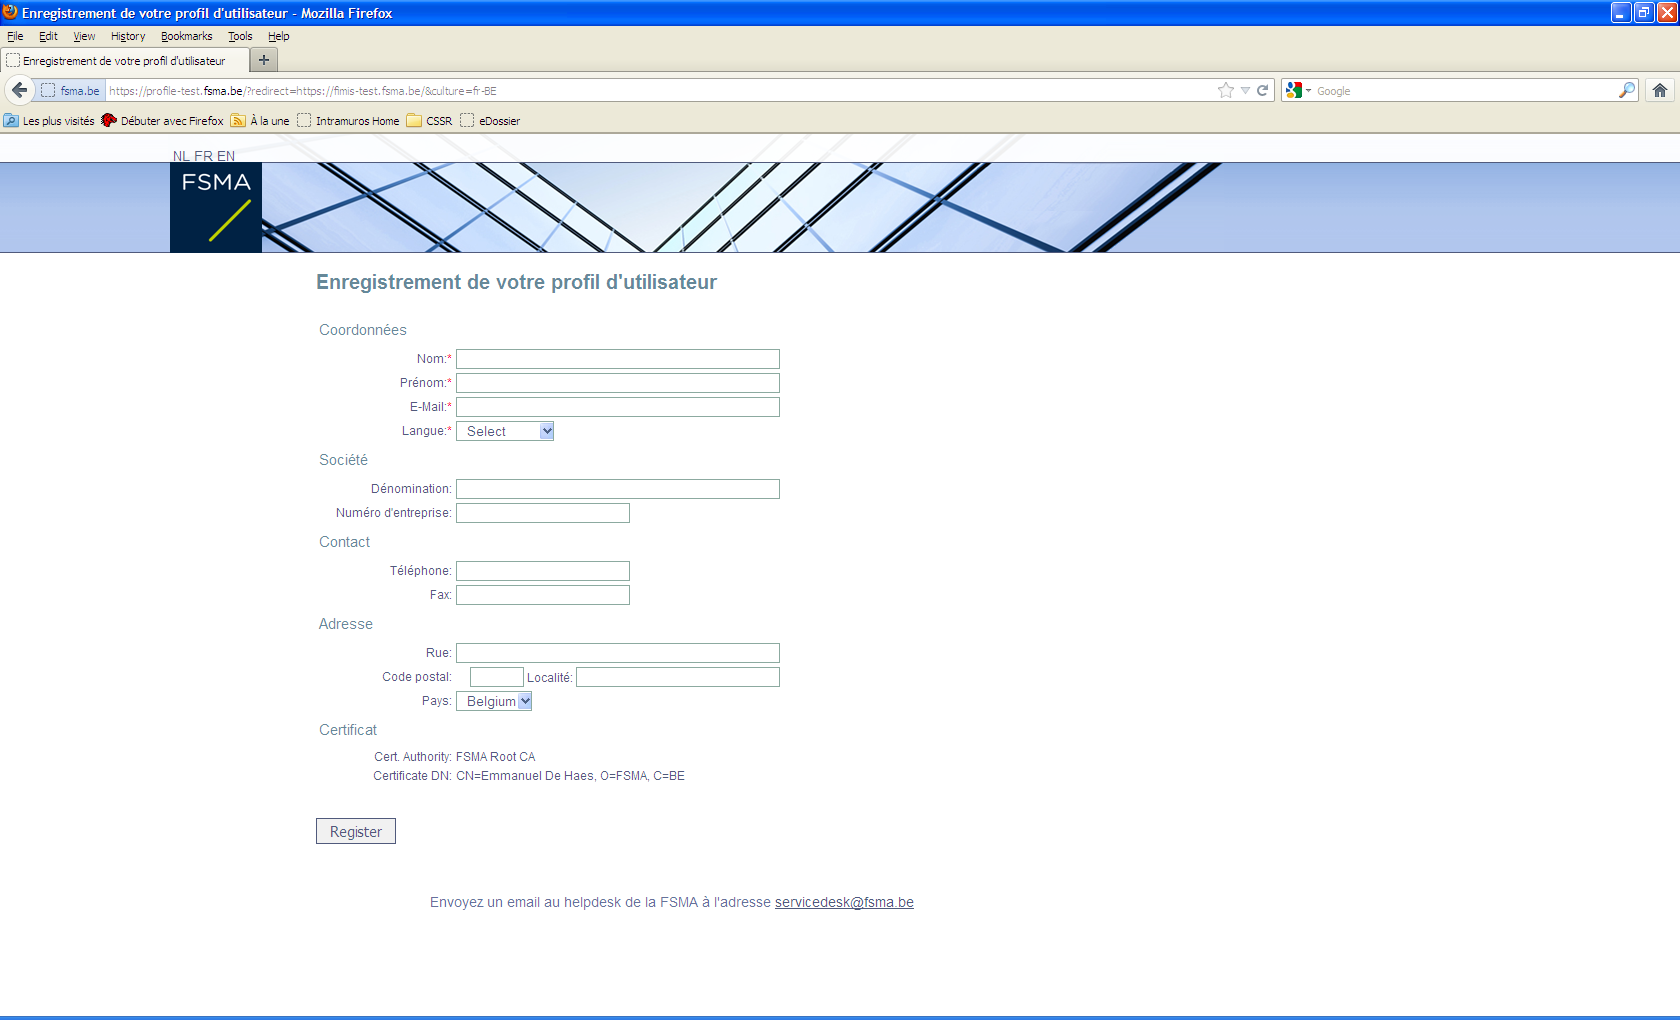 Enregistrement de votre profil d'utilisateur - Mozilla Firefox
File Edit View History Bookmarks Tools Help
Enregistrement de votre profil d'utilisateur
fsma.be https://profile-test.fsma.be/?redirect=https://fimis-test.fsma.be/&culture=fr-BE Google
Les plus visités Débuter avec Firefox À la une Intramuros Home CSSR eDossier
NL FR EN
FSMA
Enregistrement de votre profil d'utilisateur
Coordonnées
Nom:*
Prénom:*
E-Mail:*
Langue:* Select
Société
Dénomination:
Numéro d'entreprise:
Contact
Téléphone:
Fax:
Adresse
Rue:
Code postal: Localité:
Pays: Belgium
Certificat
Cert. Authority: FSMA Root CA
Certificate DN: CN=Emmanuel De Haes, O=FSMA, C=BE
Register
Envoyez un email au helpdesk de la FSMA à l'adresse servicedesk@fsma.be